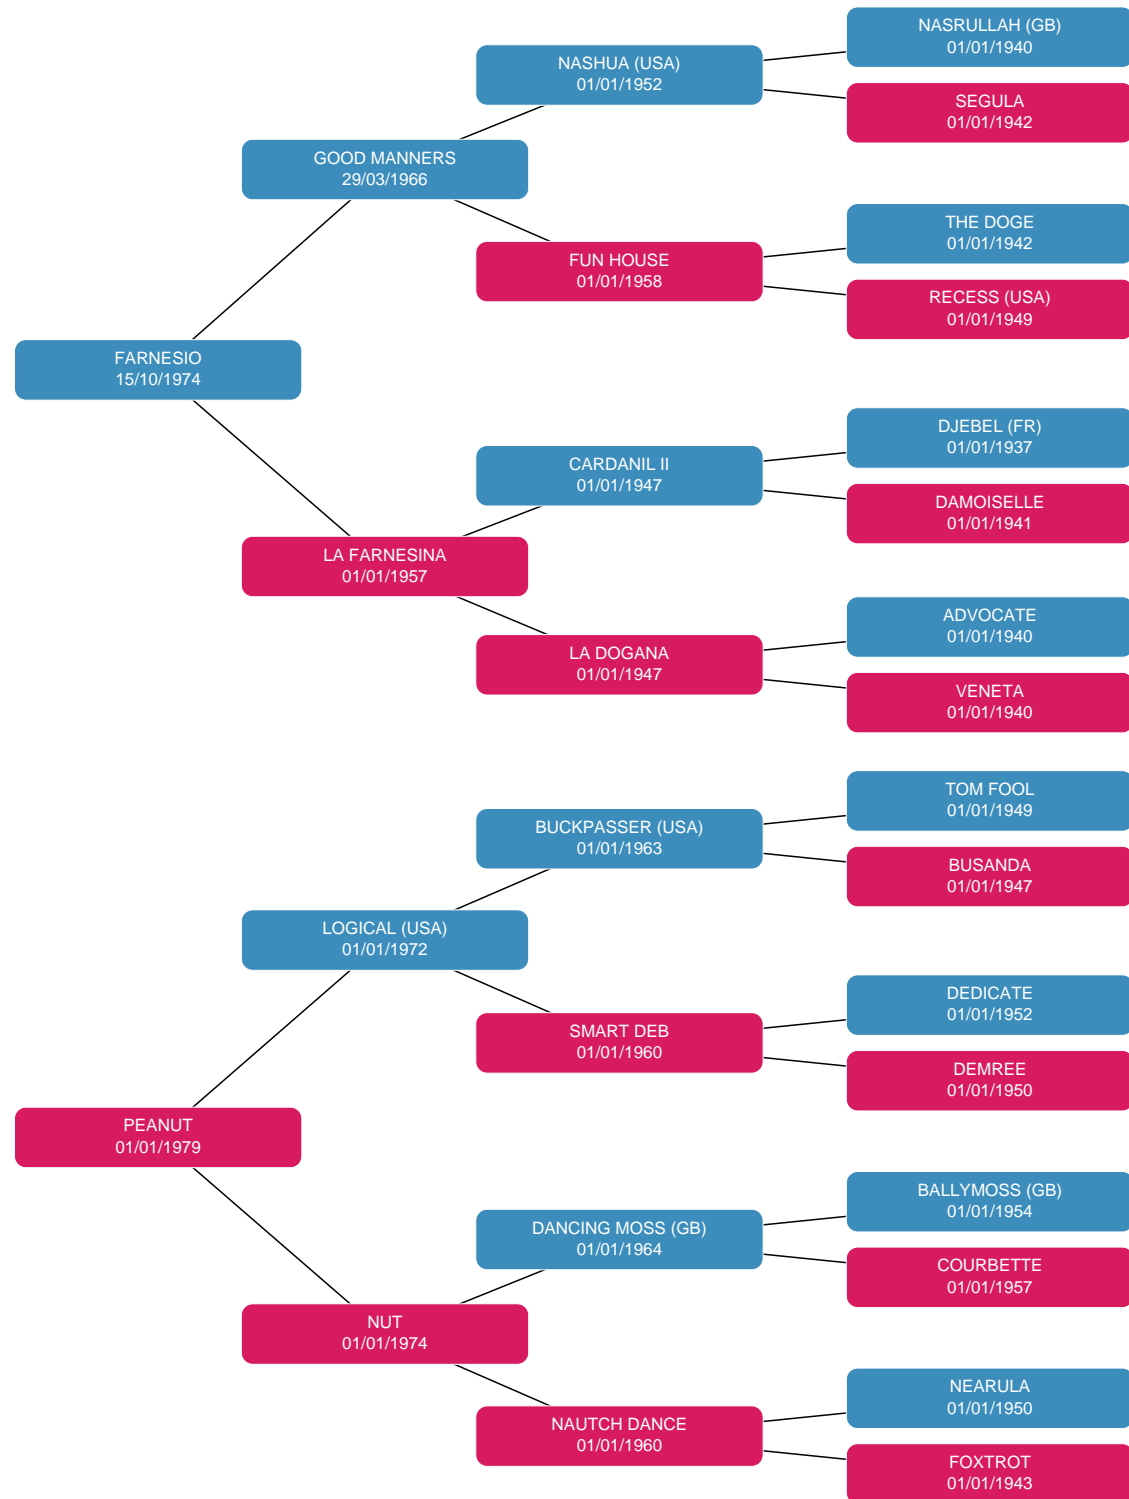 NASRULLAH (GB)
01/01/1940
NASHUA (USA)
01/01/1952
SEGULA
01/01/1942
GOOD MANNERS
29/03/1966
THE DOGE
01/01/1942
FUN HOUSE
01/01/1958
RECESS (USA)
01/01/1949
FARNESIO
15/10/1974
DJEBEL (FR)
01/01/1937
CARDANIL II
01/01/1947
DAMOISELLE
01/01/1941
LA FARNESINA
01/01/1957
ADVOCATE
01/01/1940
LA DOGANA
01/01/1947
VENETA
01/01/1940
TOM FOOL
01/01/1949
BUCKPASSER (USA)
01/01/1963
BUSANDA
01/01/1947
LOGICAL (USA)
01/01/1972
DEDICATE
01/01/1952
SMART DEB
01/01/1960
DEMREE
01/01/1950
PEANUT
01/01/1979
BALLYMOSS (GB)
01/01/1954
DANCING MOSS (GB)
01/01/1964
COURBETTE
01/01/1957
NUT
01/01/1974
NEARULA
01/01/1950
NAUTCH DANCE
01/01/1960
FOXTROT
01/01/1943